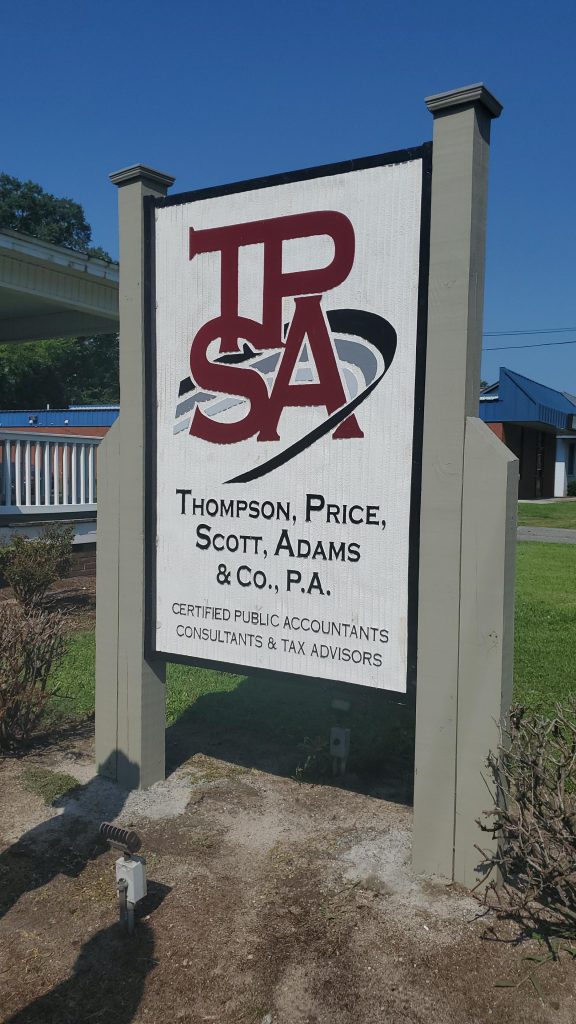 TP
SA
THOMPSON, PRICE,
SCOTT, ADAMS
& CO., P.A.
CERTIFIED PUBLIC ACCOUNTANTS
CONSULTANTS & TAX ADVISORS